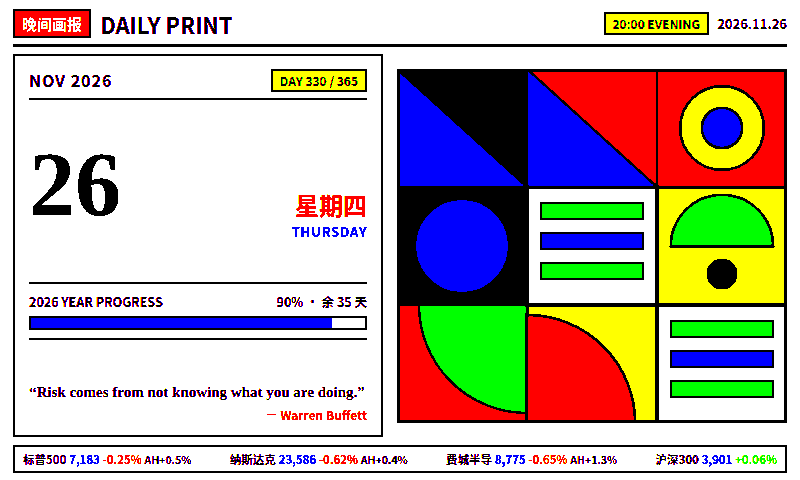 晚间画报 DAILY PRINT 20:00 EVENING 2026.11.26
NOV 2026 DAY 330 / 365
26
星期四
THURSDAY
2026 YEAR PROGRESS 90% · 余 35 天
“Risk comes from not knowing what you are doing.”
— Warren Buffett
标普500 7,183 -0.25% AH+0.5% 纳斯达克 23,586 -0.62% AH+0.4% 费城半导 8,775 -0.65% AH+1.3% 沪深300 3,901 +0.06%